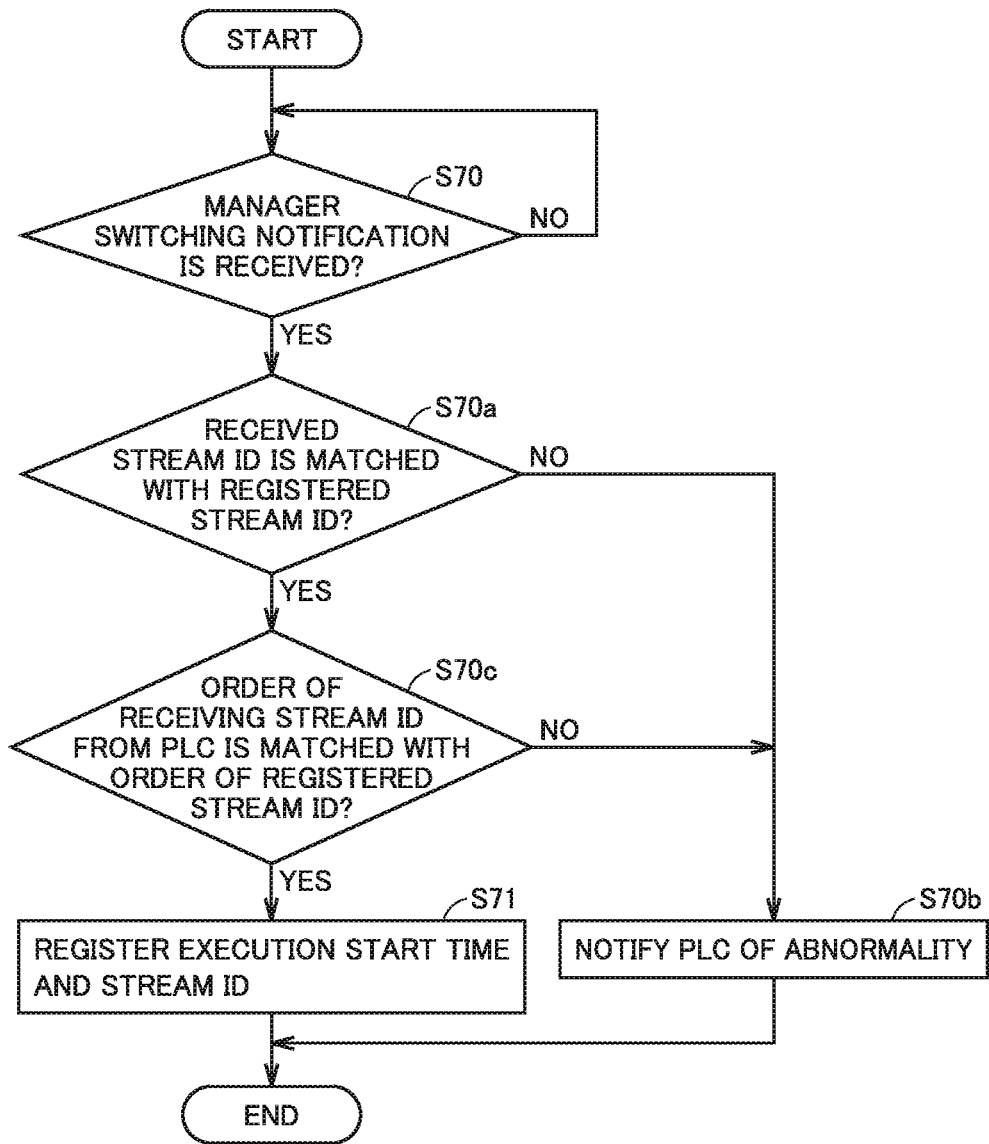 START
S70
MANAGER
SWITCHING NOTIFICATION
IS RECEIVED?
NO
YES
S70a
RECEIVED
STREAM ID IS MATCHED
WITH REGISTERED
STREAM ID?
NO
YES
S70c
ORDER OF
RECEIVING STREAM ID
FROM PLC IS MATCHED WITH
ORDER OF REGISTERED
STREAM ID?
NO
YES
S71
REGISTER EXECUTION START TIME
AND STREAM ID
S70b
NOTIFY PLC OF ABNORMALITY
END